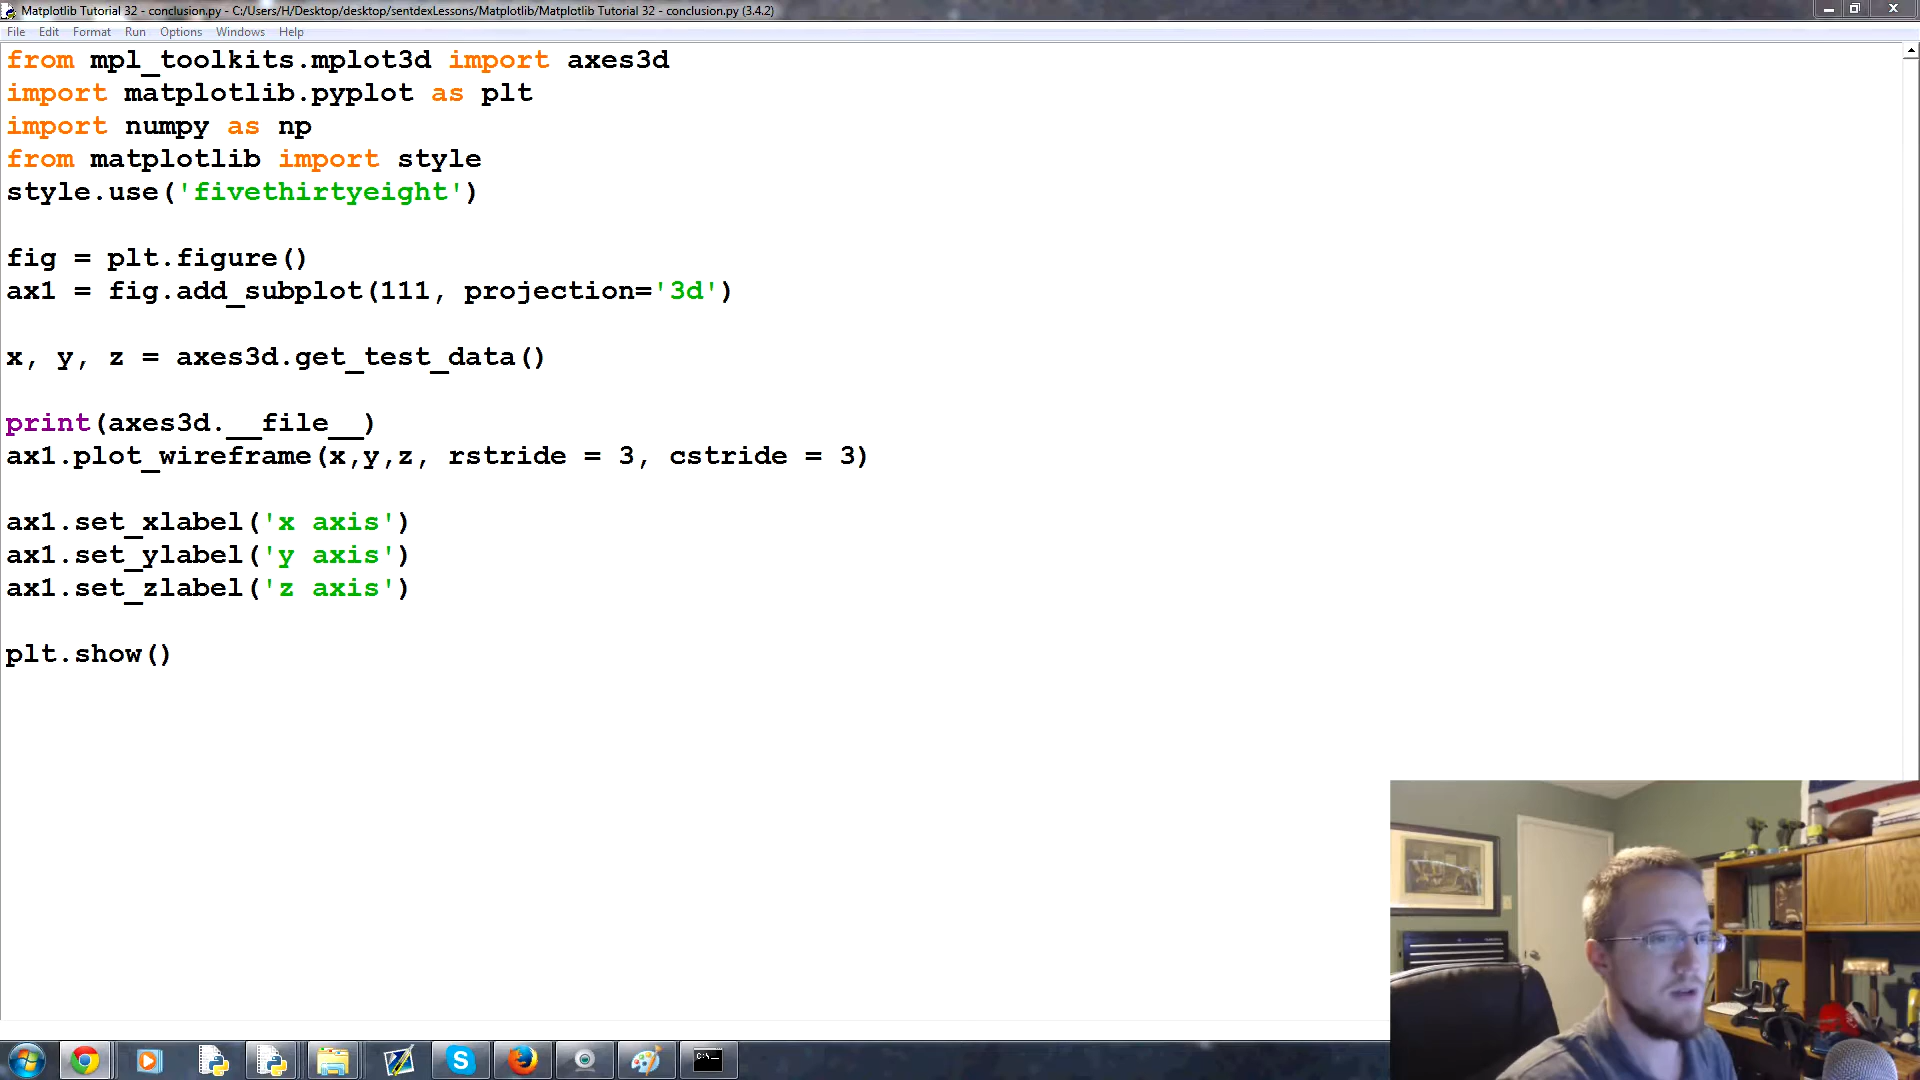 Matplotlib Tutorial 32 - conclusion.py - C:/Users/H/Desktop/desktop/sentdexLessons/Matplotlib/Matplotlib Tutorial 32 - conclusion.py (3.4.2)
File Edit Format Run Options Windows Help
from mpl_toolkits.mplot3d import axes3d
import matplotlib.pyplot as plt
import numpy as np
from matplotlib import style
style.use('fivethirtyeight')
fig = plt.figure()
ax1 = fig.add_subplot(111, projection='3d')
x, y, z = axes3d.get_test_data()
print(axes3d.__file__)
ax1.plot_wireframe(x,y,z, rstride = 3, cstride = 3)
ax1.set_xlabel('x axis')
ax1.set_ylabel('y axis')
ax1.set_zlabel('z axis')
plt.show()